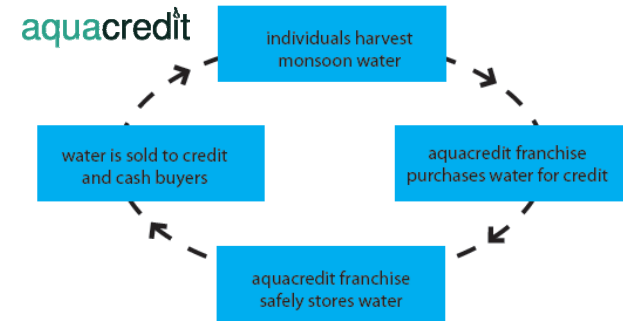 aquacredit
individuals harvest
monsoon water
aquacredit franchise
purchases water for credit
aquacredit franchise
safely stores water
water is sold to credit
and cash buyers